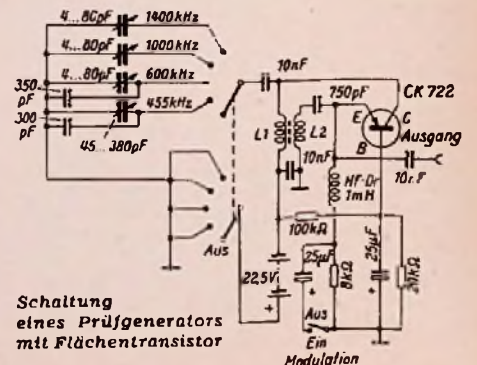 4...80pF 1400kHz
4...80pF 1000kHz
4...80pF 600kHz
350
pF
455kHz
300
pF
45...380pF
Aus
10nF
750pF
CK 722
E
C
B
Ausgang
L1
L2
10nF
10nF
HF-Dr
1mH
100kΩ
25µF
22,5V
8kΩ
25µF
20kΩ
+
+
+
Aus
Ein
Modulation
Schaltung
eines Prüfgenerators
mit Flächentransistor